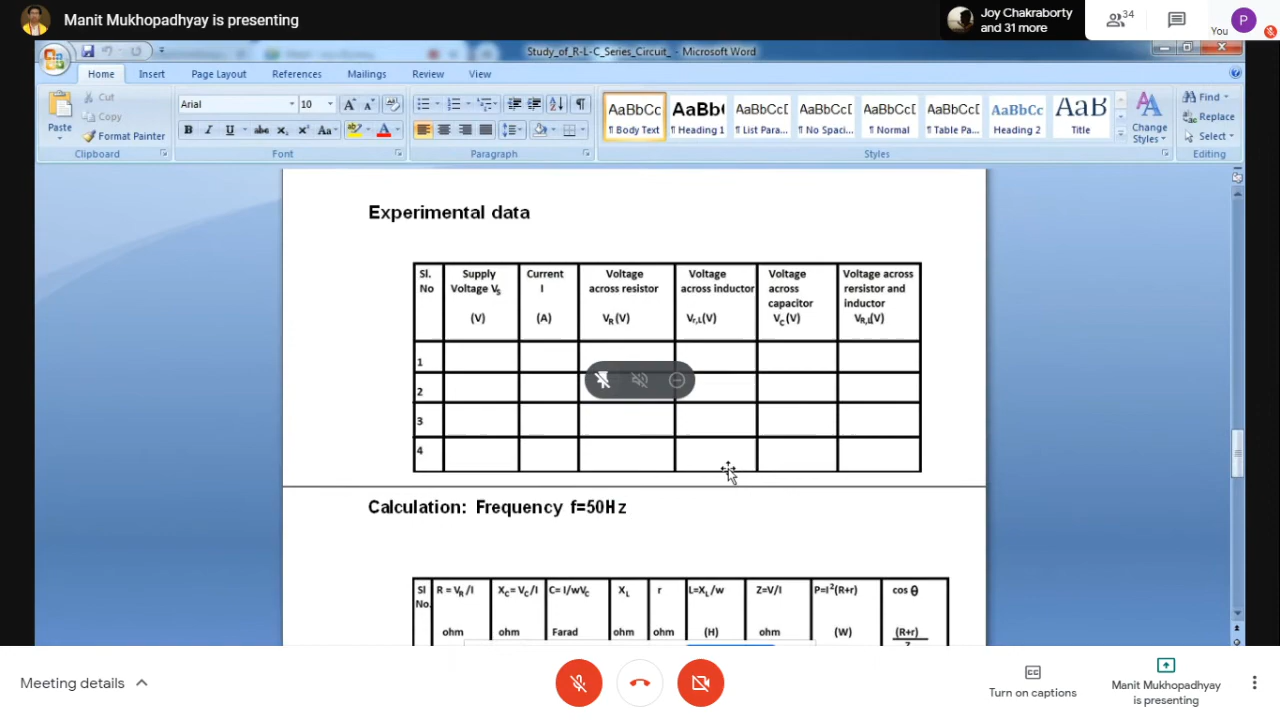 Manit Mukhopadhyay is presenting
Joy Chakraborty
and 31 more
34
You
P
Study_of_R-L-C_Series_Circuit_ - Microsoft Word
Home Insert Page Layout References Mailings Review View
Paste
Cut
Copy
Format Painter
Clipboard
Arial 10
Font
Paragraph
AaBbCc AaBb( AaBbCcD AaBbCcD AaBbCcD AaBbCcD AaBbCc AaB
¶ Body Text ¶ Heading 1 ¶ List Para... ¶ No Spaci... ¶ Normal ¶ Table Pa... Heading 2 Title
Change
Styles
Styles
Find
Replace
Select
Editing
Experimental data
Sl.
No
Supply
Voltage Vs
(V)
Current
I
(A)
Voltage
across resistor
VR (V)
Voltage
across inductor
Vr,L(V)
Voltage
across
capacitor
VC (V)
Voltage across
rersistor and
inductor
VR,L(V)
1
2
3
4
Calculation: Frequency f=50Hz
Sl
No.
R = VR /I
ohm
XC= VC/I
ohm
C= I/wVC
Farad
XL
ohm
r
ohm
L=XL/w
(H)
Z=V/I
ohm
P=I²(R+r)
(W)
cos θ
(R+r)
Z
Meeting details
CC
Turn on captions
Manit Mukhopadhyay
is presenting